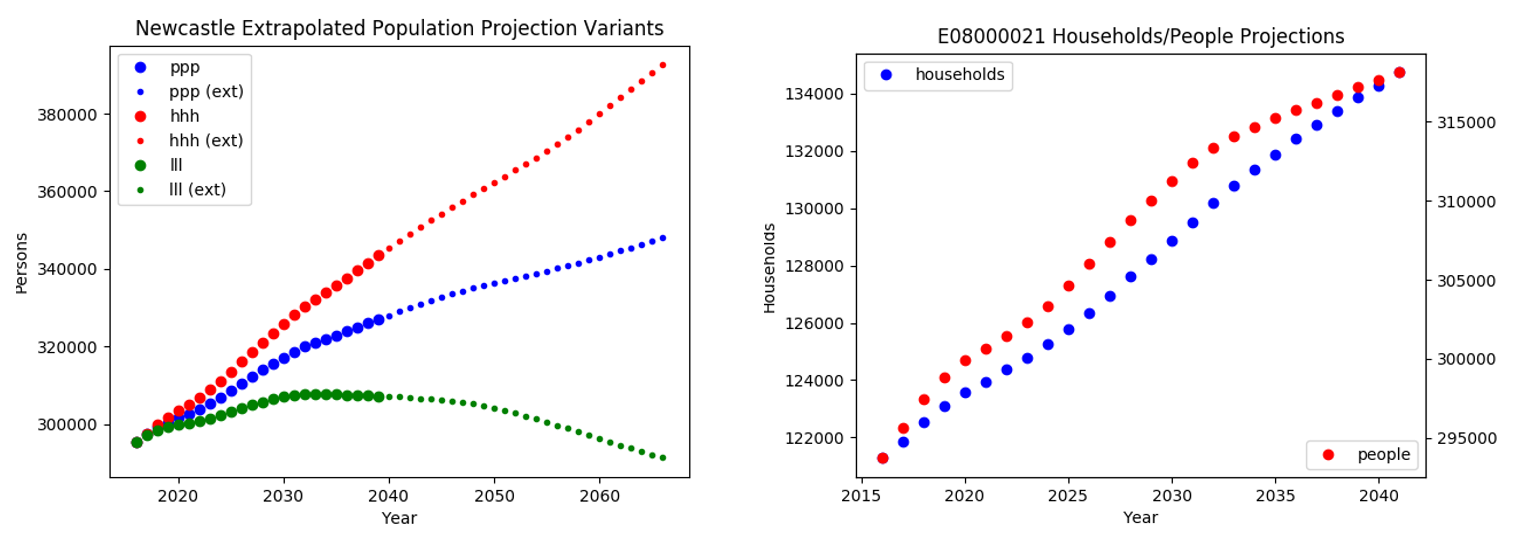 Newcastle Extrapolated Population Projection Variants
ppp
ppp (ext)
hhh
hhh (ext)
lll
lll (ext)
380000
360000
340000
320000
300000
Persons
2020 2030 2040 2050 2060
Year
E08000021 Households/People Projections
households
134000
132000
130000
128000
126000
124000
122000
Households
315000
310000
305000
300000
295000
people
2015 2020 2025 2030 2035 2040
Year